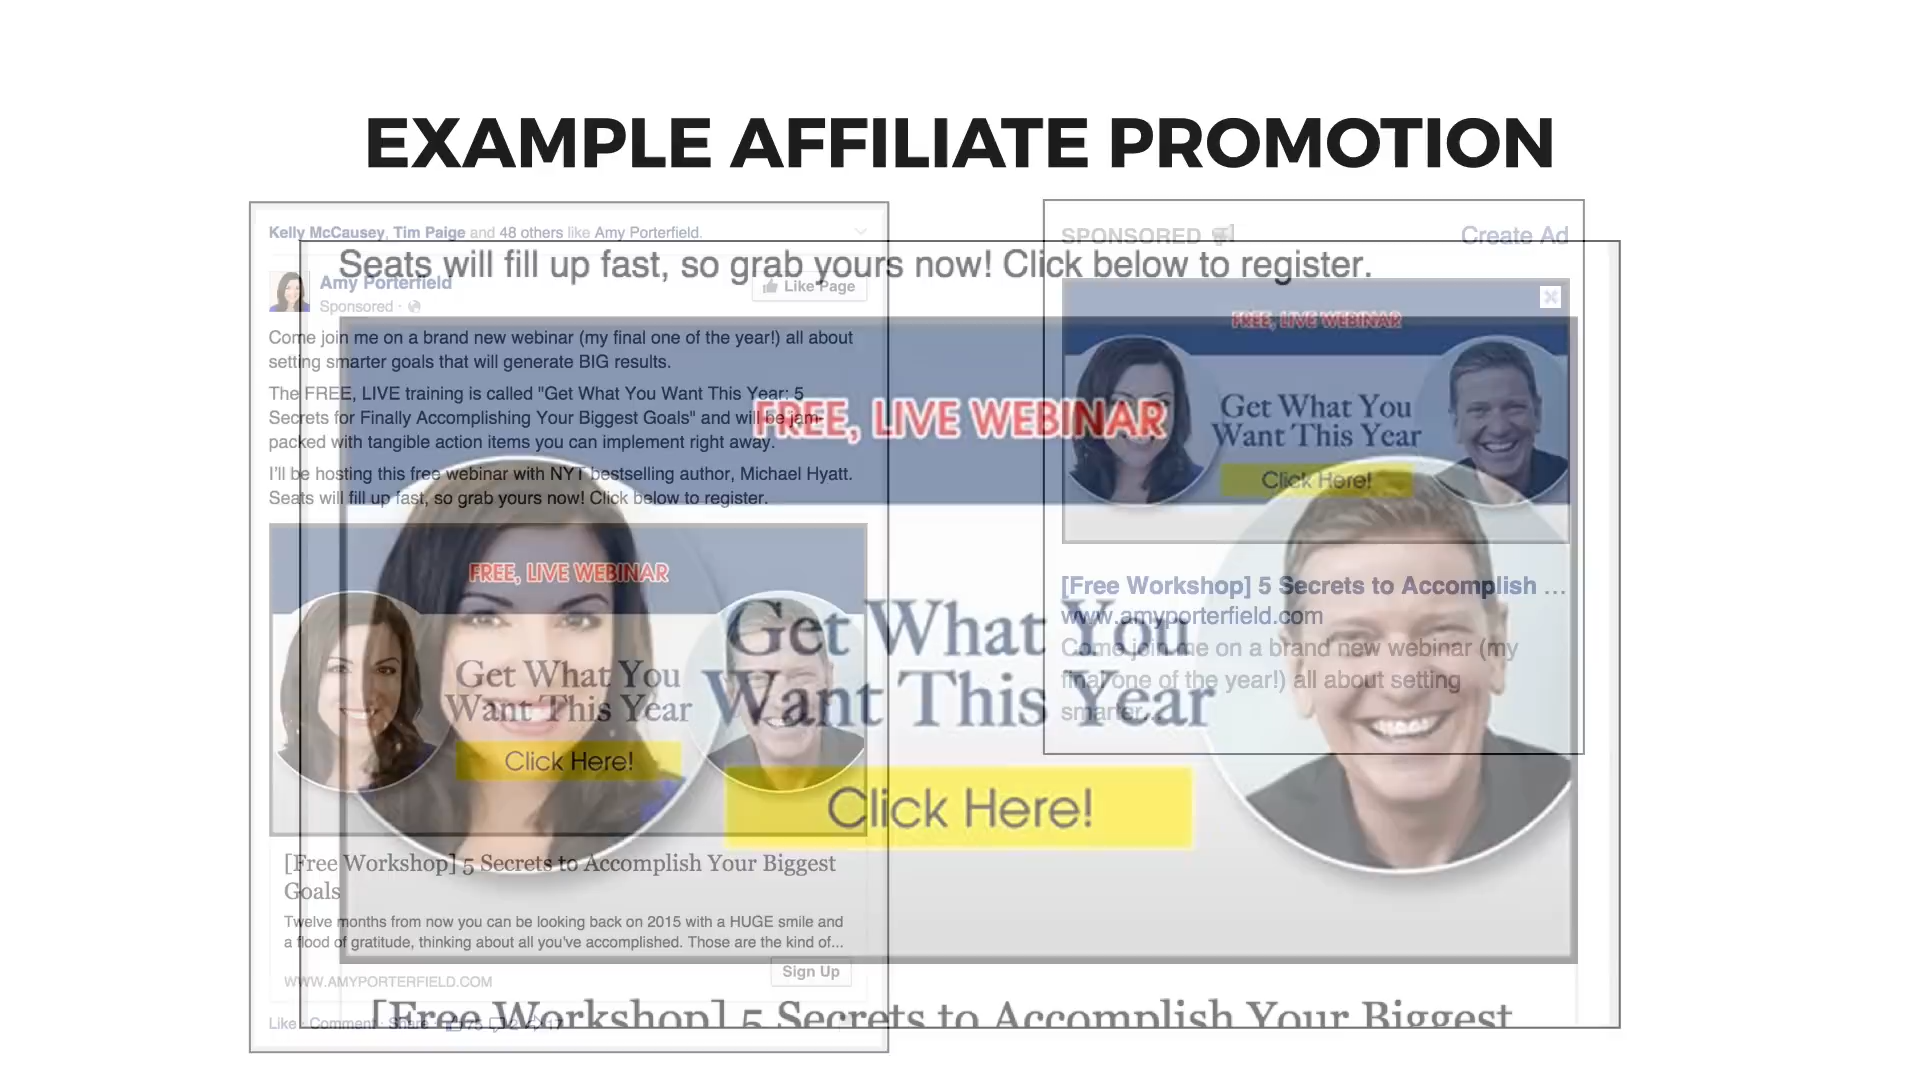 EXAMPLE AFFILIATE PROMOTION
Kelly McCausey, Tim Paige and 48 others like Amy Porterfield.
Amy Porterfield
Sponsored ·
Like Page
Come join me on a brand new webinar (my final one of the year!) all about
setting smarter goals that will generate BIG results.
The FREE, LIVE training is called "Get What You Want This Year: 5
Secrets for Finally Accomplishing Your Biggest Goals" and will be jam-
packed with tangible action items you can implement right away.
I'll be hosting this free webinar with NYT bestselling author, Michael Hyatt.
Seats will fill up fast, so grab yours now! Click below to register.
FREE, LIVE WEBINAR
Get What You
Want This Year
Click Here!
[Free Workshop] 5 Secrets to Accomplish Your Biggest
Goals
Twelve months from now you can be looking back on 2015 with a HUGE smile and
a flood of gratitude, thinking about all you've accomplished. Those are the kind of...
WWW.AMYPORTERFIELD.COM
Sign Up
Like · Comment · Share ·
Seats will fill up fast, so grab yours now! Click below to register.
FREE, LIVE WEBINAR
Get What You
Want This Year
Click Here!
[Free Workshop] 5 Secrets to Accomplish Your Biggest
SPONSORED
Create Ad
FREE, LIVE WEBINAR
Get What You
Want This Year
Click Here!
[Free Workshop] 5 Secrets to Accomplish ...
www.amyporterfield.com
Come join me on a brand new webinar (my
final one of the year!) all about setting
smarter...